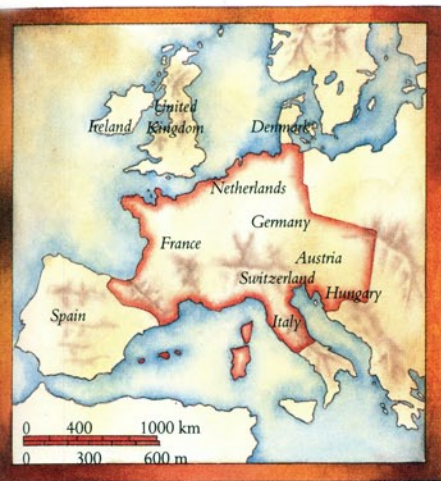 United
Ireland Kingdom Denmark
Netherlands
Germany
France
Austria
Switzerland
Hungary
Spain
Italy
0 400 1000 km
0 300 600 m